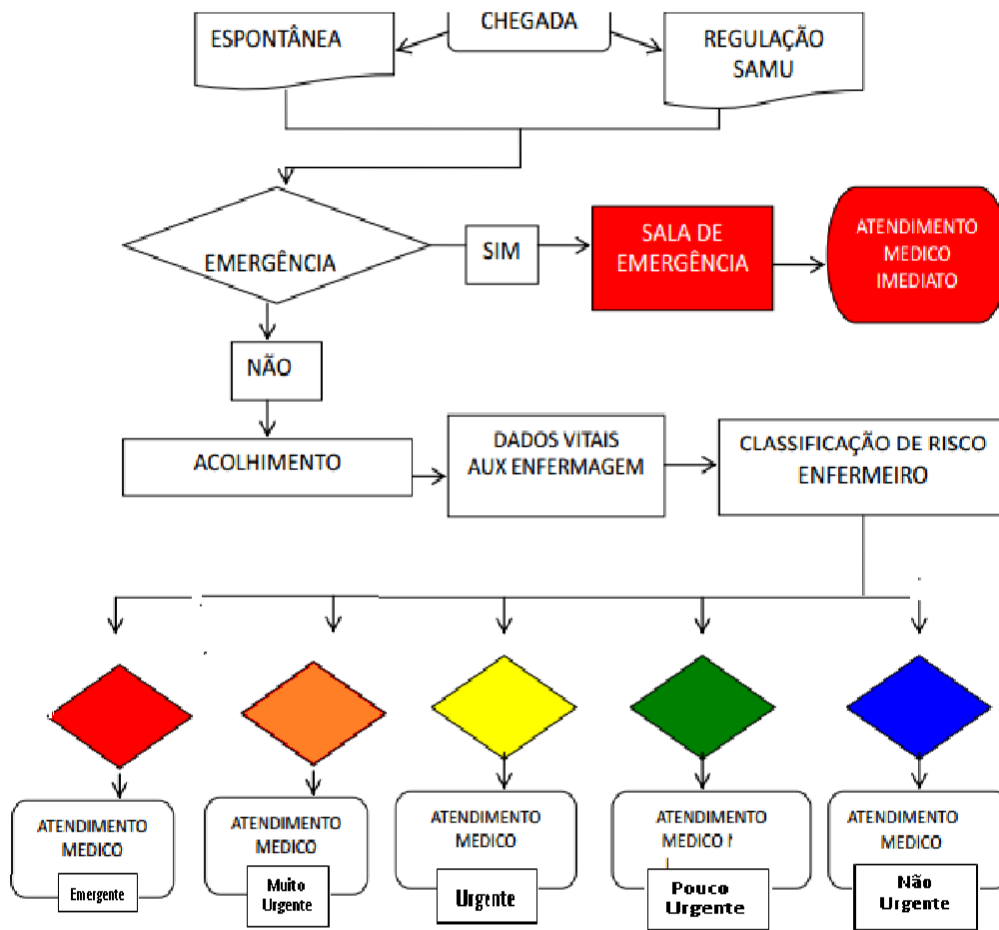 CHEGADA
ESPONTÂNEA
REGULAÇÃO
SAMU
EMERGÊNCIA
SIM
SALA DE
EMERGÊNCIA
ATENDIMENTO
MEDICO
IMEDIATO
NÃO
ACOLHIMENTO
DADOS VITAIS
AUX ENFERMAGEM
CLASSIFICAÇÃO DE RISCO
ENFERMEIRO
ATENDIMENTO
MEDICO
Emergente
ATENDIMENTO
MEDICO
Muito
Urgente
ATENDIMENTO
MEDICO
Urgente
ATENDIMENTO
MEDICO
Pouco
Urgente
ATENDIMENTO
MEDICO
Não
Urgente